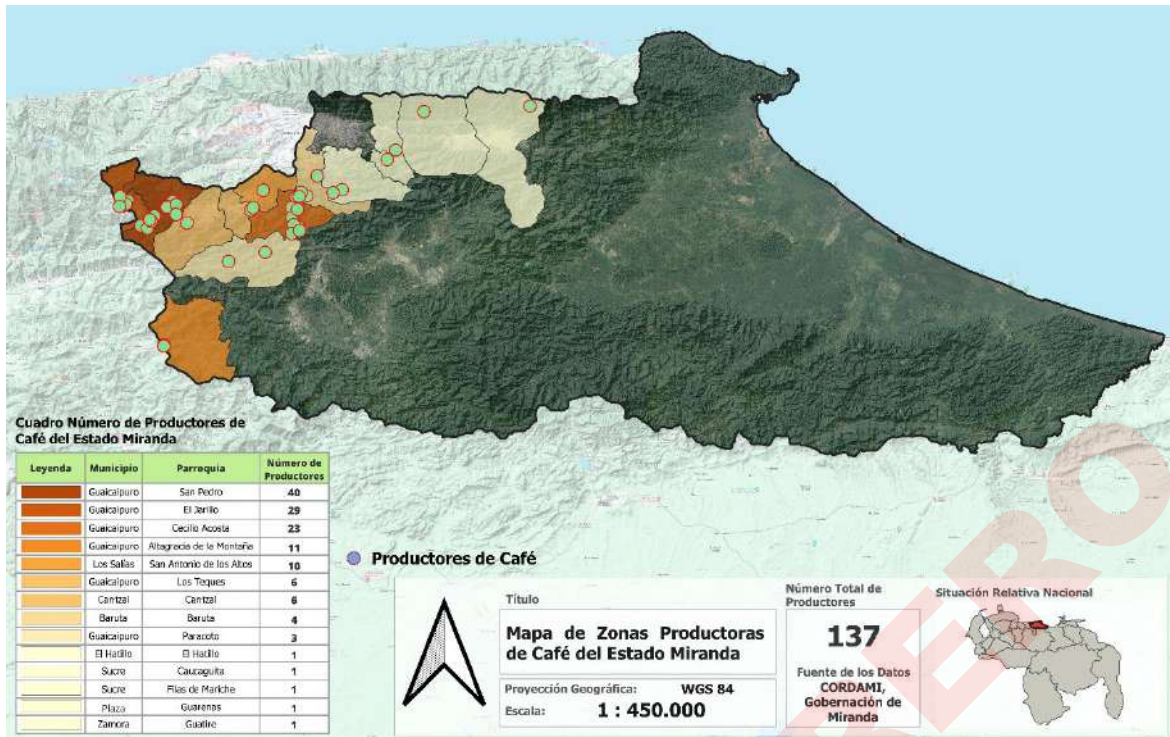 Cuadro Número de Productores de
Café del Estado Miranda
Leyenda Municipio Parroquia Número de Productores
Guaicaipuro San Pedro 40
Guaicaipuro El Jarillo 29
Guaicaipuro Cecilio Acosta 23
Guaicaipuro Altagracia de la Montaña 11
Los Salías San Antonio de los Altos 10
Guaicaipuro Los Teques 6
Carrizal Carrizal 6
Baruta Baruta 4
Guaicaipuro Paracoto 3
El Hatillo El Hatillo 1
Sucre Caucaguita 1
Sucre Filas de Mariche 1
Plaza Guarenas 1
Zamora Guatire 1
Productores de Café
Título
Mapa de Zonas Productoras
de Café del Estado Miranda
Proyección Geográfica: WGS 84
Escala: 1 : 450.000
Número Total de
Productores
137
Fuente de los Datos
CORDAMI,
Gobernación de
Miranda
Situación Relativa Nacional
ERO